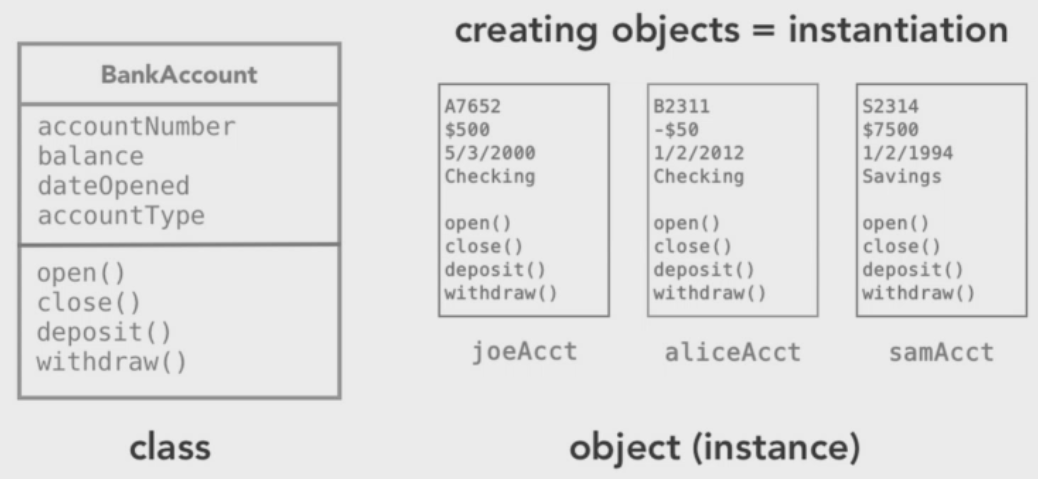 creating objects = instantiation
BankAccount
accountNumber
balance
dateOpened
accountType
open()
close()
deposit()
withdraw()
class
A7652
$500
5/3/2000
Checking
open()
close()
deposit()
withdraw()
joeAcct
B2311
-$50
1/2/2012
Checking
open()
close()
deposit()
withdraw()
aliceAcct
S2314
$7500
1/2/1994
Savings
open()
close()
deposit()
withdraw()
samAcct
object (instance)